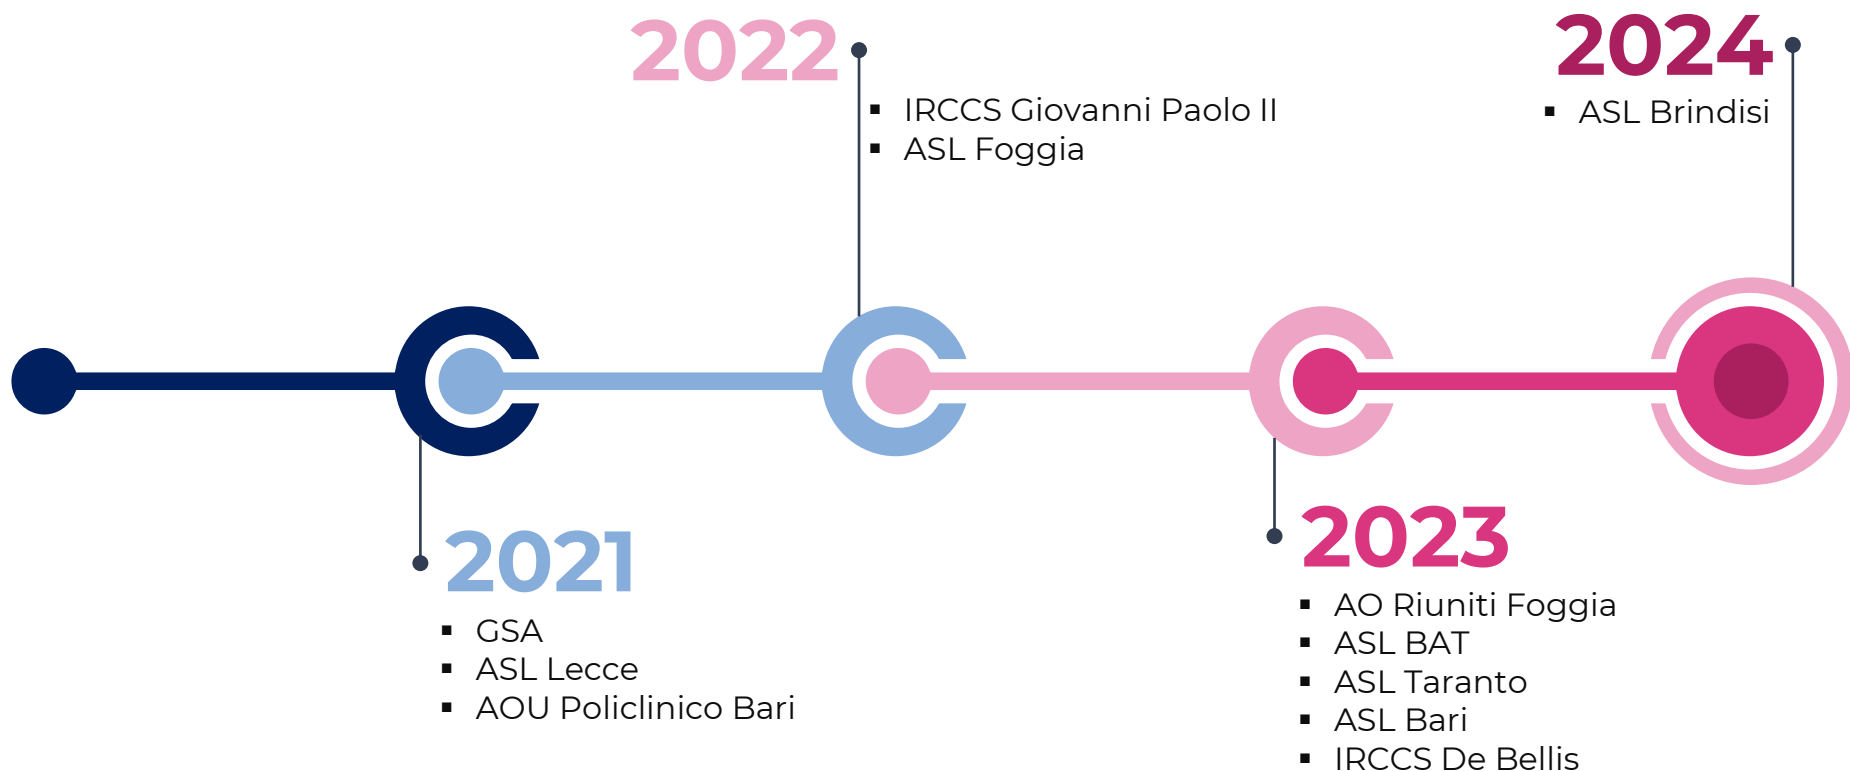 2021
▪ GSA
▪ ASL Lecce
▪ AOU Policlinico Bari
2022
▪ IRCCS Giovanni Paolo II
▪ ASL Foggia
2023
▪ AO Riuniti Foggia
▪ ASL BAT
▪ ASL Taranto
▪ ASL Bari
▪ IRCCS De Bellis
2024
▪ ASL Brindisi